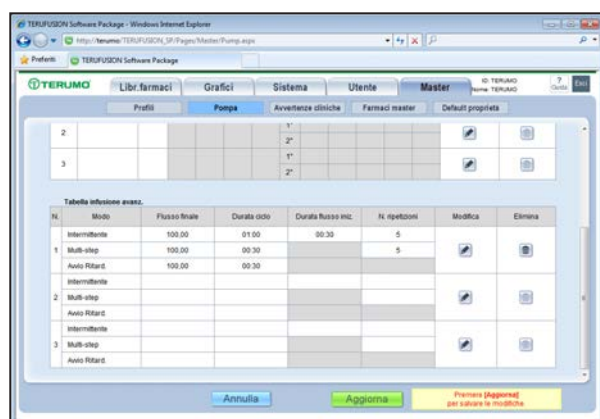 TERUFUSION Software Package - Windows Internet Explorer
http://terumo/TERUFUSION_SP/Pages/Master/Pump.aspx
Preferiti TERUFUSION Software Package
TERUMO Libr.farmaci Grafici Sistema Utente Master ID: TERUMO Nome: TERUMO ? Guida Esci
Profili Pompa Avvertenze cliniche Farmaci master Default proprietà
1°
2 2°
1°
3 2°
Tabella infusione avanz.
N. Modo Flusso finale Durata ciclo Durata flusso iniz. N. ripetizioni Modifica Elimina
Intermittente 100,00 01:00 00:30 5
1 Multi-step 100,00 00:30 5
Avvio Ritard. 100,00 00:30
Intermittente
2 Multi-step
Avvio Ritard.
Intermittente
3 Multi-step
Avvio Ritard.
Annulla Aggiorna Premere [Aggiorna]
per salvare le modifiche